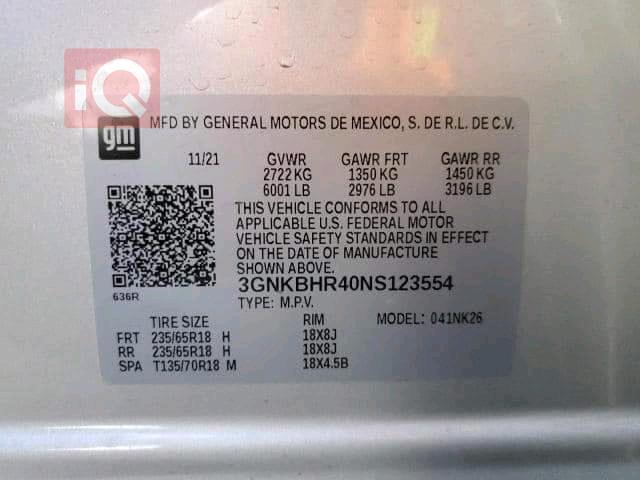 iQ
gm
MFD BY GENERAL MOTORS DE MEXICO, S. DE R.L. DE C.V.
11/21 GVWR GAWR FRT GAWR RR
2722 KG 1350 KG 1450 KG
6001 LB 2976 LB 3196 LB
THIS VEHICLE CONFORMS TO ALL
APPLICABLE U.S. FEDERAL MOTOR
VEHICLE SAFETY STANDARDS IN EFFECT
ON THE DATE OF MANUFACTURE
SHOWN ABOVE.
3GNKBHR40NS123554
636R
TYPE: M.P.V.
TIRE SIZE RIM MODEL: 041NK26
FRT 235/65R18 H 18X8J
RR 235/65R18 H 18X8J
SPA T135/70R18 M 18X4.5B